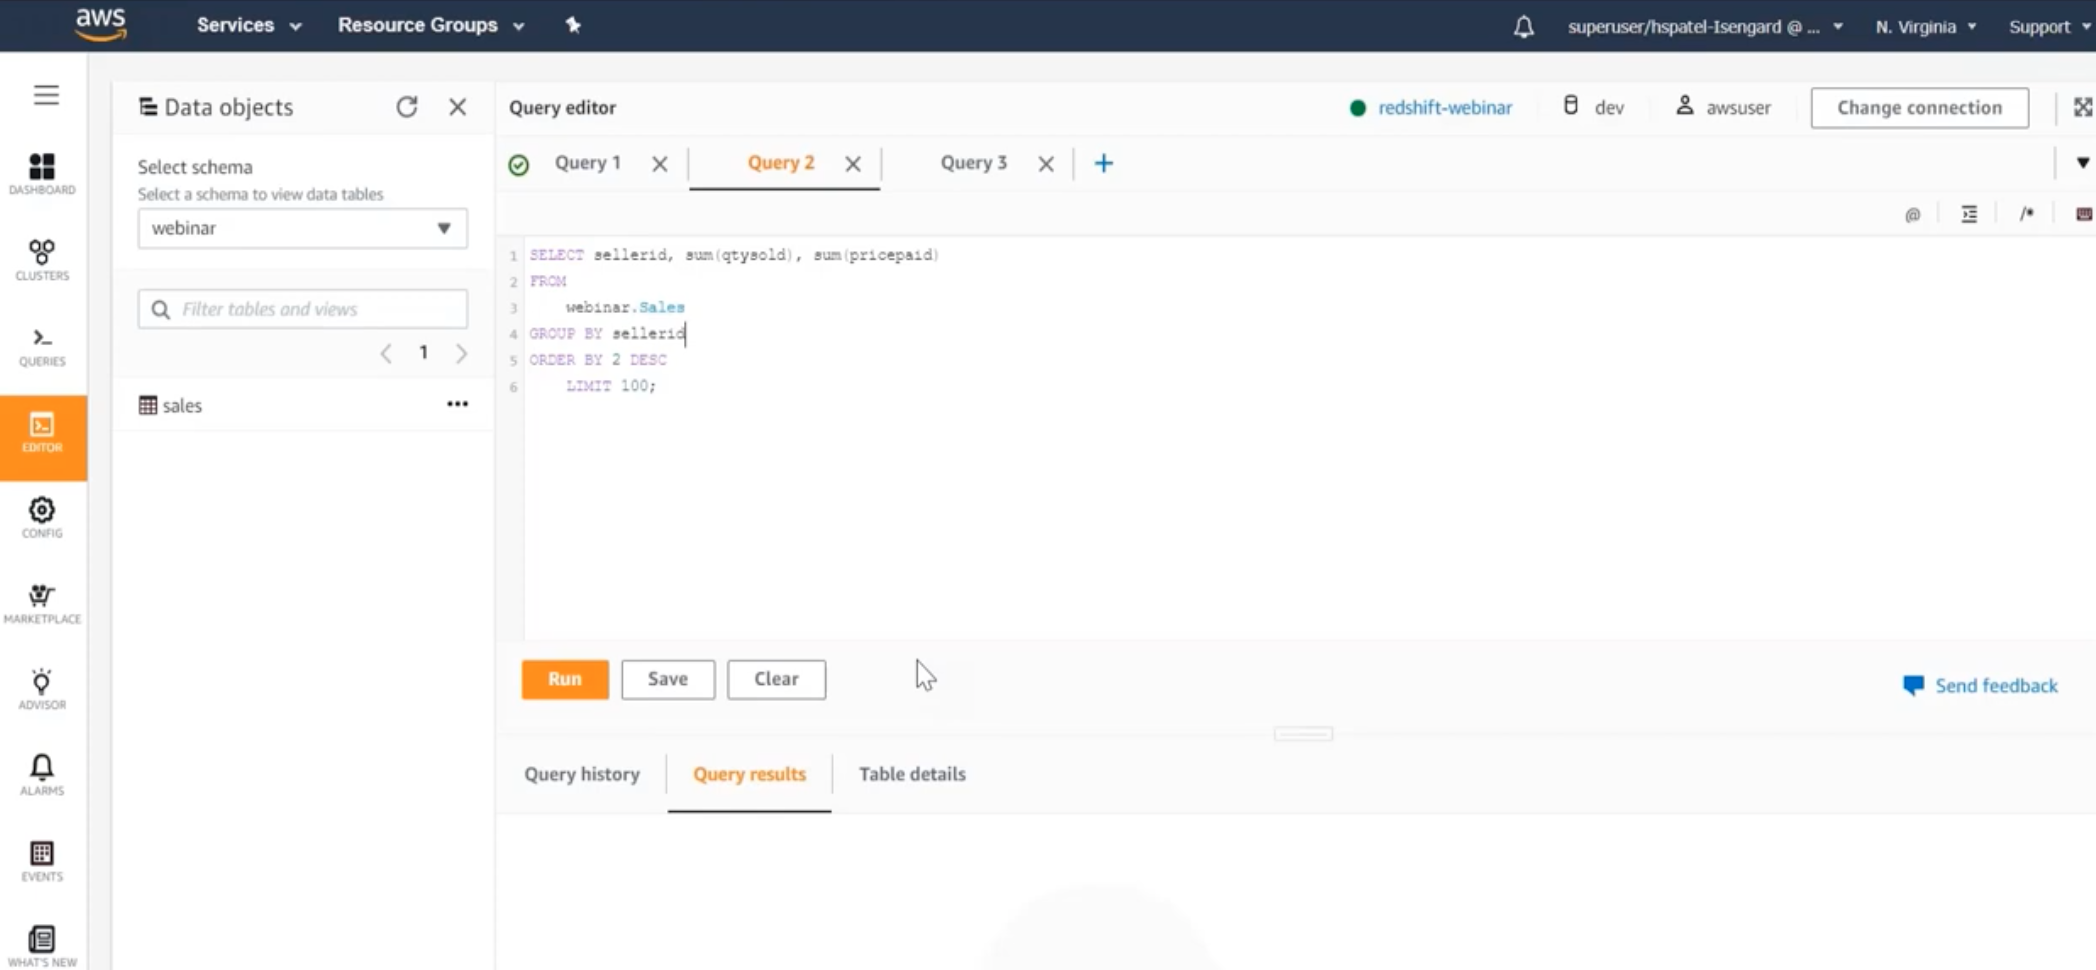 aws Services Resource Groups superuser/hspatel-Isengard @ ... N. Virginia Support
Data objects
Query editor redshift-webinar dev awsuser Change connection
Query 1 Query 2 Query 3 +
Select schema
Select a schema to view data tables
webinar
Filter tables and views
1
sales
DASHBOARD
CLUSTERS
QUERIES
EDITOR
CONFIG
MARKETPLACE
ADVISOR
ALARMS
EVENTS
WHAT'S NEW
@ /*
1 SELECT sellerid, sum(qtysold), sum(pricepaid)
2 FROM
3 webinar.Sales
4 GROUP BY sellerid
5 ORDER BY 2 DESC
6 LIMIT 100;
Run Save Clear
Send feedback
Query history Query results Table details